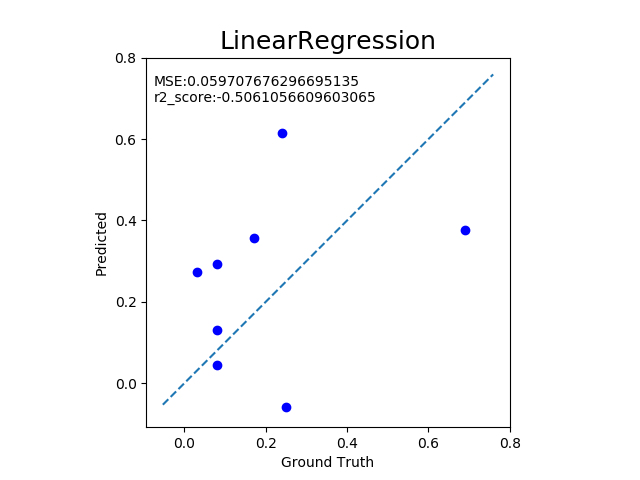 LinearRegression
MSE:0.059707676296695135
r2_score:-0.5061056609603065
Predicted
0.8
0.6
0.4
0.2
0.0
0.0 0.2 0.4 0.6 0.8
Ground Truth